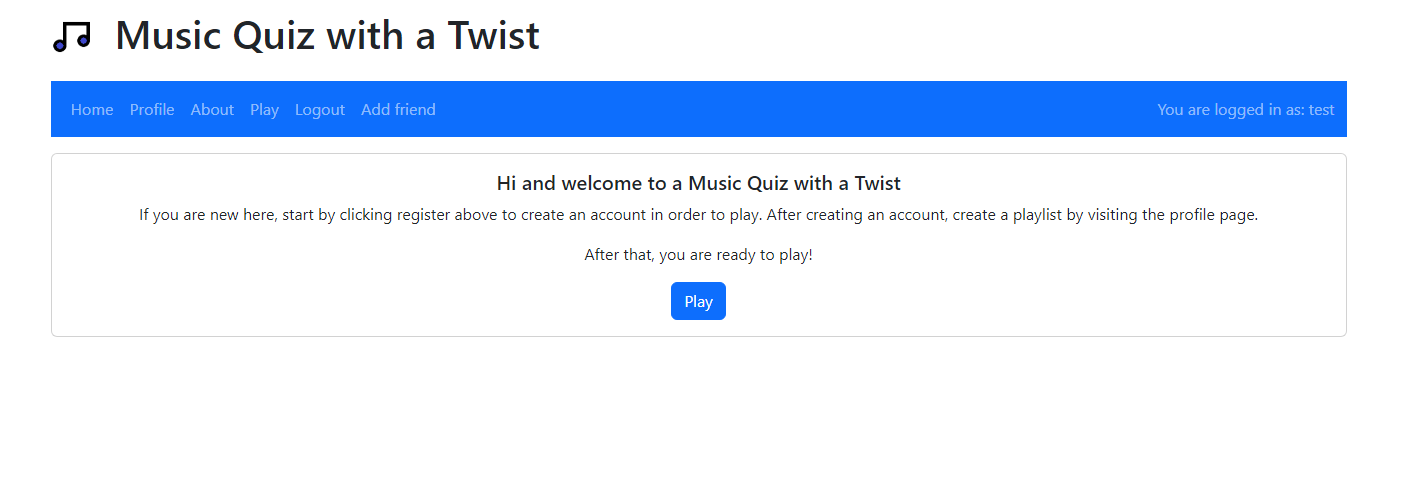 Music Quiz with a Twist
Home Profile About Play Logout Add friend You are logged in as: test
Hi and welcome to a Music Quiz with a Twist
If you are new here, start by clicking register above to create an account in order to play. After creating an account, create a playlist by visiting the profile page.
After that, you are ready to play!
Play